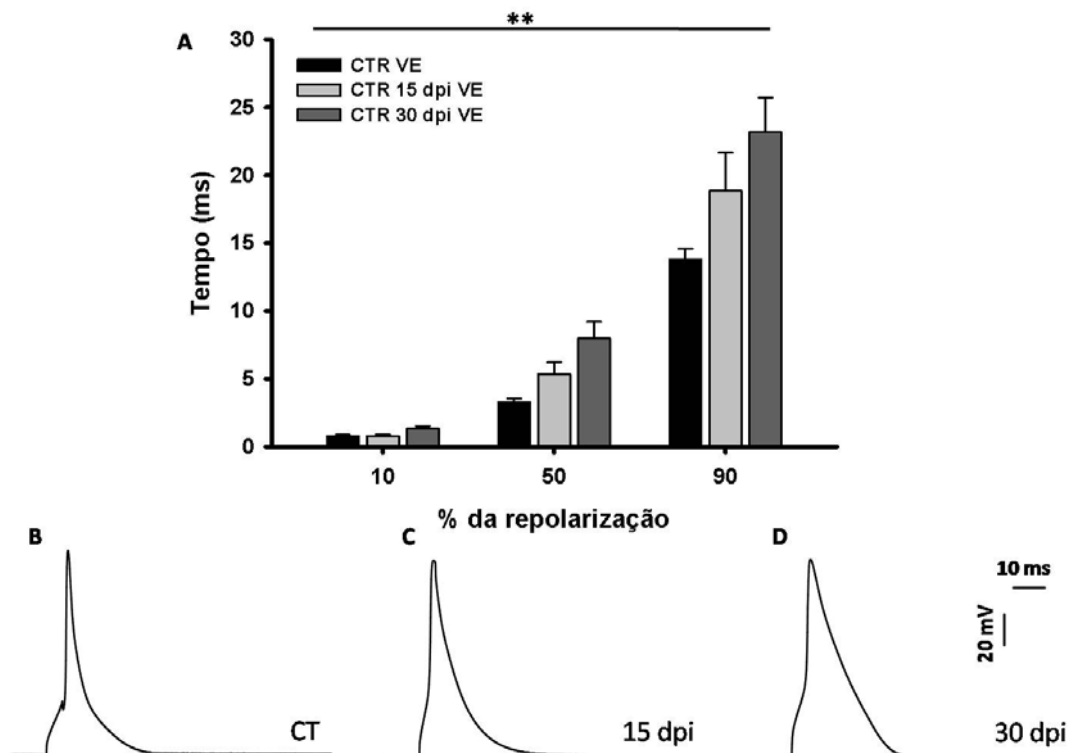 **
A
30
CTR VE
CTR 15 dpi VE
CTR 30 dpi VE
25
20
15
10
5
0
Tempo (ms)
10 50 90
% da repolarização
B
C
D
10 ms
20 mV
CT
15 dpi
30 dpi